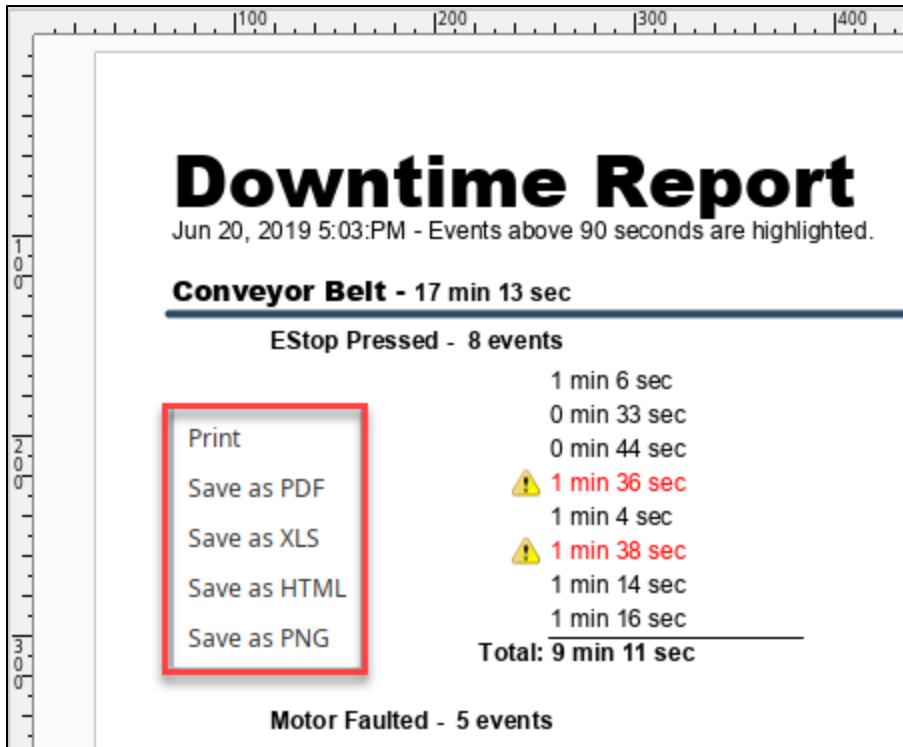 100 200 300 400
Downtime Report
Jun 20, 2019 5:03:PM - Events above 90 seconds are highlighted.
Conveyor Belt - 17 min 13 sec
EStop Pressed - 8 events
1 min 6 sec
0 min 33 sec
0 min 44 sec
1 min 36 sec
1 min 4 sec
1 min 38 sec
1 min 14 sec
1 min 16 sec
Total: 9 min 11 sec
Print
Save as PDF
Save as XLS
Save as HTML
Save as PNG
Motor Faulted - 5 events
100
200
300